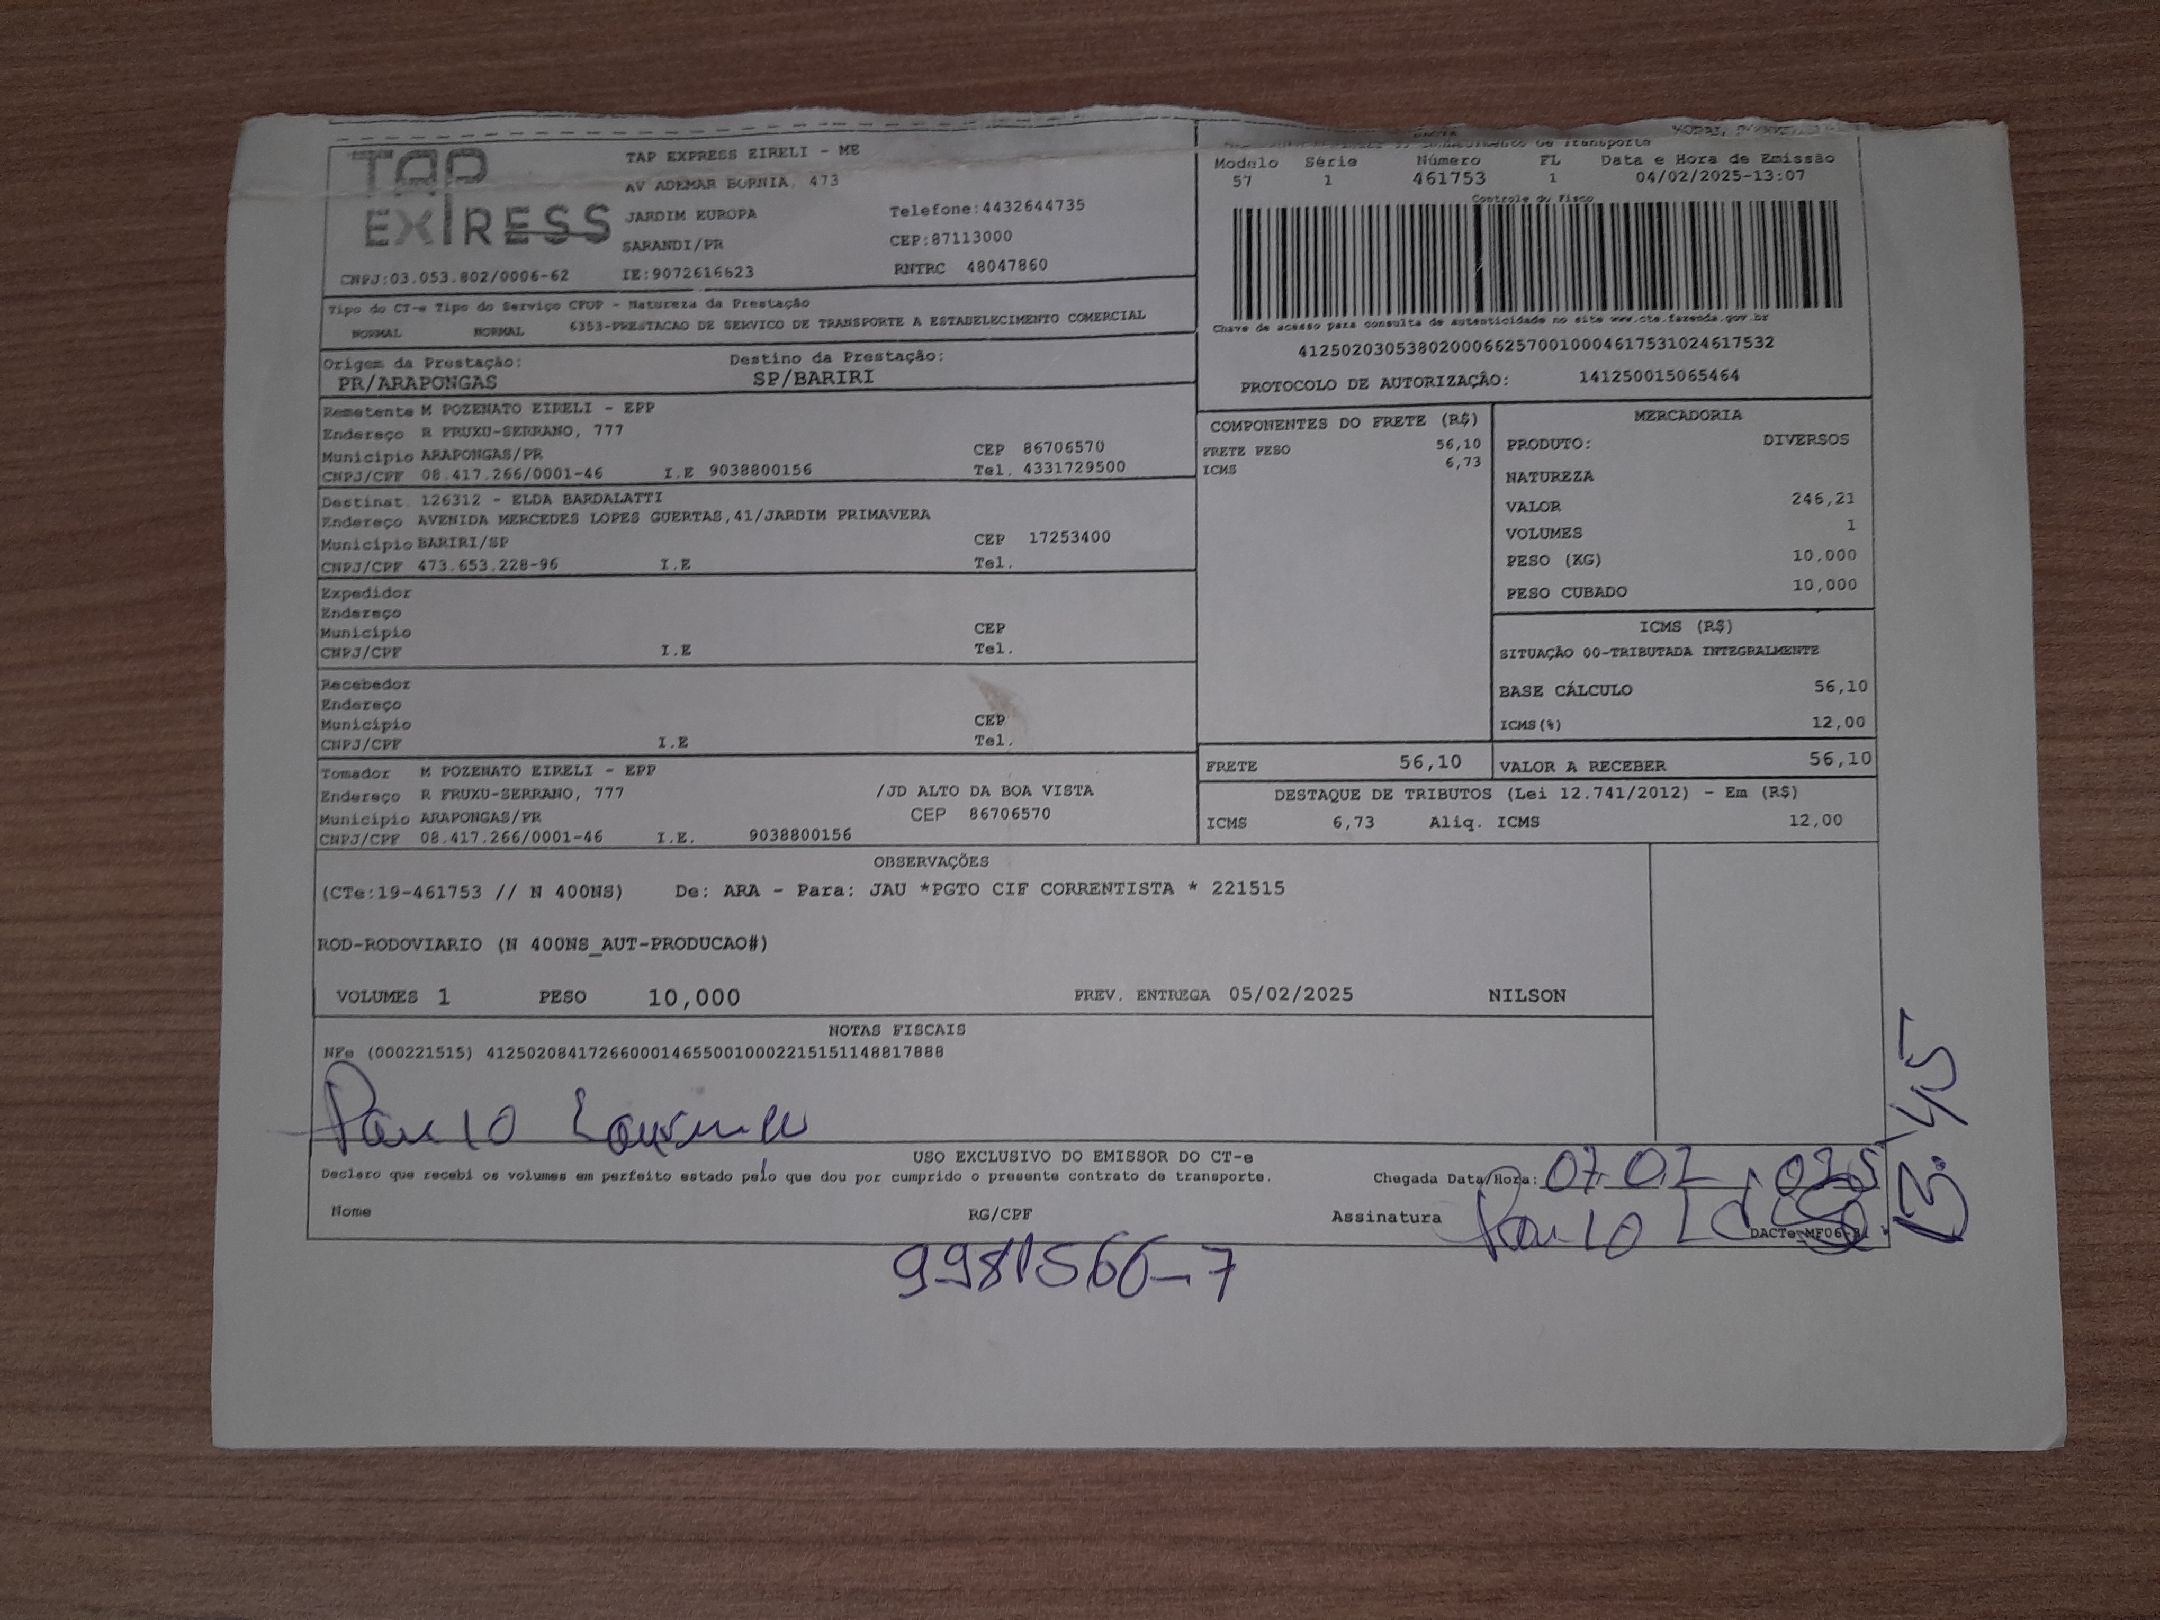 TAP EXPRESS
TAP EXPRESS EIRELI - ME
AV ADEMAR BORNIA, 473
JARDIM EUROPA Telefone:4432644735
SARANDI/PR CEP:87113000
CNPJ:03.053.802/0006-62 IE:9072616623 RNTRC 48047860
Tipo do CT-e Tipo do Serviço CFOP - Natureza da Prestação
NORMAL NORMAL 6353-PRESTACAO DE SERVICO DE TRANSPORTE A ESTABELECIMENTO COMERCIAL
Origem da Prestação: Destino da Prestação:
PR/ARAPONGAS SP/BARIRI
Remetente M POZENATO EIRELI - EPP
Endereço R FRUXU-SERRANO, 777
Município ARAPONGAS/PR CEP 86706570
CNPJ/CPF 08.417.266/0001-46 I.E 9038800156 Tel. 4331729500
Destinat. 126312 - ELDA BARDALATTI
Endereço AVENIDA MERCEDES LOPES GUERTAS,41/JARDIM PRIMAVERA
Município BARIRI/SP CEP 17253400
CNPJ/CPF 473.653.228-96 I.E Tel.
Expedidor
Endereço
Município CEP
CNPJ/CPF I.E Tel.
Recebedor
Endereço
Município CEP
CNPJ/CPF I.E Tel.
Tomador M POZENATO EIRELI - EPP
Endereço R FRUXU-SERRANO, 777 /JD ALTO DA BOA VISTA
Município ARAPONGAS/PR CEP 86706570
CNPJ/CPF 08.417.266/0001-46 I.E. 9038800156
de Transporte
Modelo Série Número FL Data e Hora de Emissão
57 1 461753 1 04/02/2025-13:07
Controle do Fisco
Chave de acesso para consulta de autenticidade no site www.cte.fazenda.gov.br
41250203053802000662570010004617531024617532
PROTOCOLO DE AUTORIZAÇÃO: 141250015065464
COMPONENTES DO FRETE (R$)
FRETE PESO 56,10
ICMS 6,73
MERCADORIA
PRODUTO: DIVERSOS
NATUREZA
VALOR 246,21
VOLUMES 1
PESO (KG) 10,000
PESO CUBADO 10,000
ICMS (R$)
SITUAÇÃO 00-TRIBUTADA INTEGRALMENTE
BASE CÁLCULO 56,10
ICMS(%) 12,00
FRETE 56,10 VALOR A RECEBER 56,10
DESTAQUE DE TRIBUTOS (Lei 12.741/2012) - Em (R$)
ICMS 6,73 Aliq. ICMS 12,00
OBSERVAÇÕES
(CTe:19-461753 // N 400NS) De: ARA - Para: JAU *PGTO CIF CORRENTISTA * 221515
ROD-RODOVIARIO (N 400NS_AUT-PRODUCAO#)
VOLUMES 1 PESO 10,000 PREV. ENTREGA 05/02/2025 NILSON
NOTAS FISCAIS
NFe (000221515) 41250208417266000146550010002215151148817888
Paulo
USO EXCLUSIVO DO EMISSOR DO CT-e
Declaro que recebi os volumes em perfeito estado pelo que dou por cumprido o presente contrato de transporte. Chegada Data/Hora: 07 02 025
13:45
Nome RG/CPF Assinatura Paulo
9981566-7